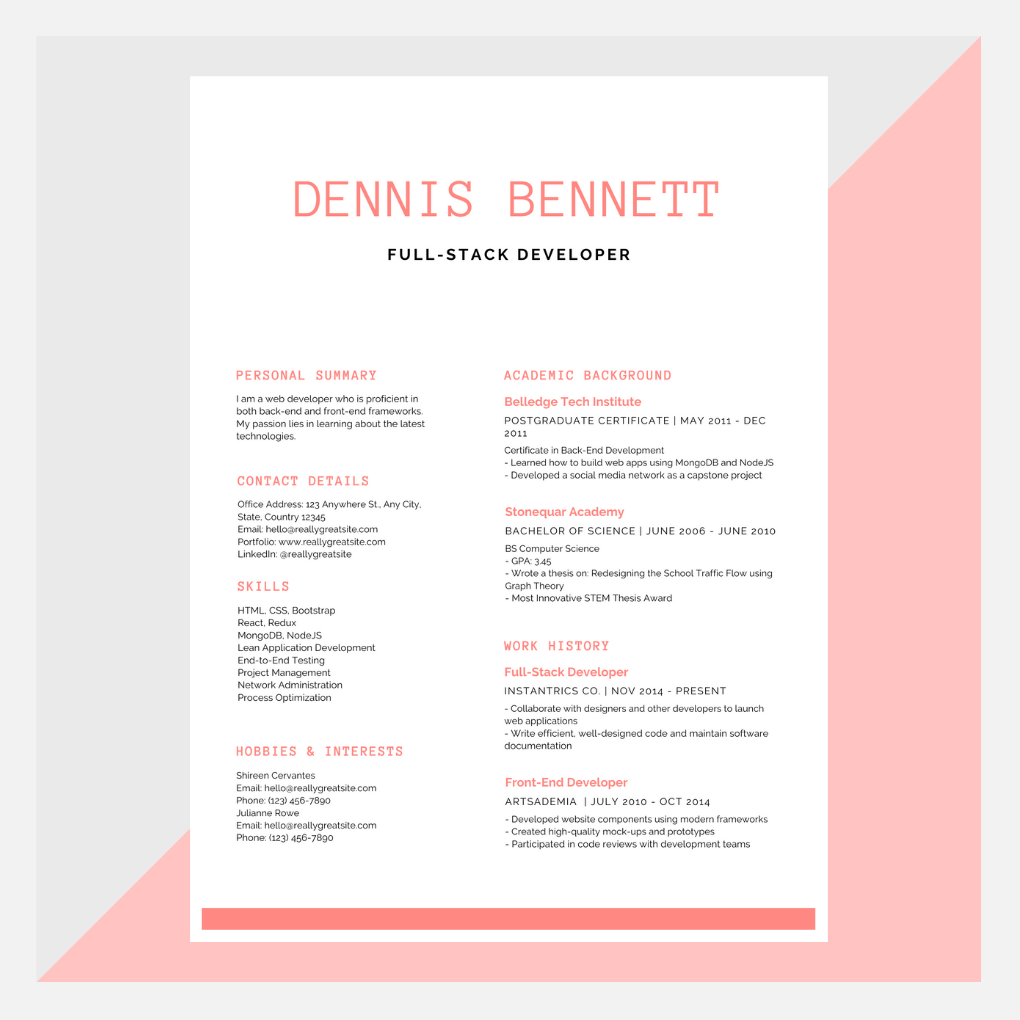 DENNIS BENNETT
FULL-STACK DEVELOPER
PERSONAL SUMMARY
I am a web developer who is proficient in
both back-end and front-end frameworks.
My passion lies in learning about the latest
technologies.
CONTACT DETAILS
Office Address: 123 Anywhere St., Any City,
State, Country 12345
Email: hello@reallygreatsite.com
Portfolio: www.reallygreatsite.com
LinkedIn: @reallygreatsite
SKILLS
HTML, CSS, Bootstrap
React, Redux
MongoDB, NodeJS
Lean Application Development
End-to-End Testing
Project Management
Network Administration
Process Optimization
HOBBIES & INTERESTS
Shireen Cervantes
Email: hello@reallygreatsite.com
Phone: (123) 456-7890
Julianne Rowe
Email: hello@reallygreatsite.com
Phone: (123) 456-7890
ACADEMIC BACKGROUND
Belledge Tech Institute
POSTGRADUATE CERTIFICATE | MAY 2011 - DEC
2011
Certificate in Back-End Development
- Learned how to build web apps using MongoDB and NodeJS
- Developed a social media network as a capstone project
Stonequar Academy
BACHELOR OF SCIENCE | JUNE 2006 - JUNE 2010
BS Computer Science
- GPA: 3.45
- Wrote a thesis on: Redesigning the School Traffic Flow using
Graph Theory
- Most Innovative STEM Thesis Award
WORK HISTORY
Full-Stack Developer
INSTANTRICS CO. | NOV 2014 - PRESENT
- Collaborate with designers and other developers to launch
web applications
- Write efficient, well-designed code and maintain software
documentation
Front-End Developer
ARTSADEMIA | JULY 2010 - OCT 2014
- Developed website components using modern frameworks
- Created high-quality mock-ups and prototypes
- Participated in code reviews with development teams